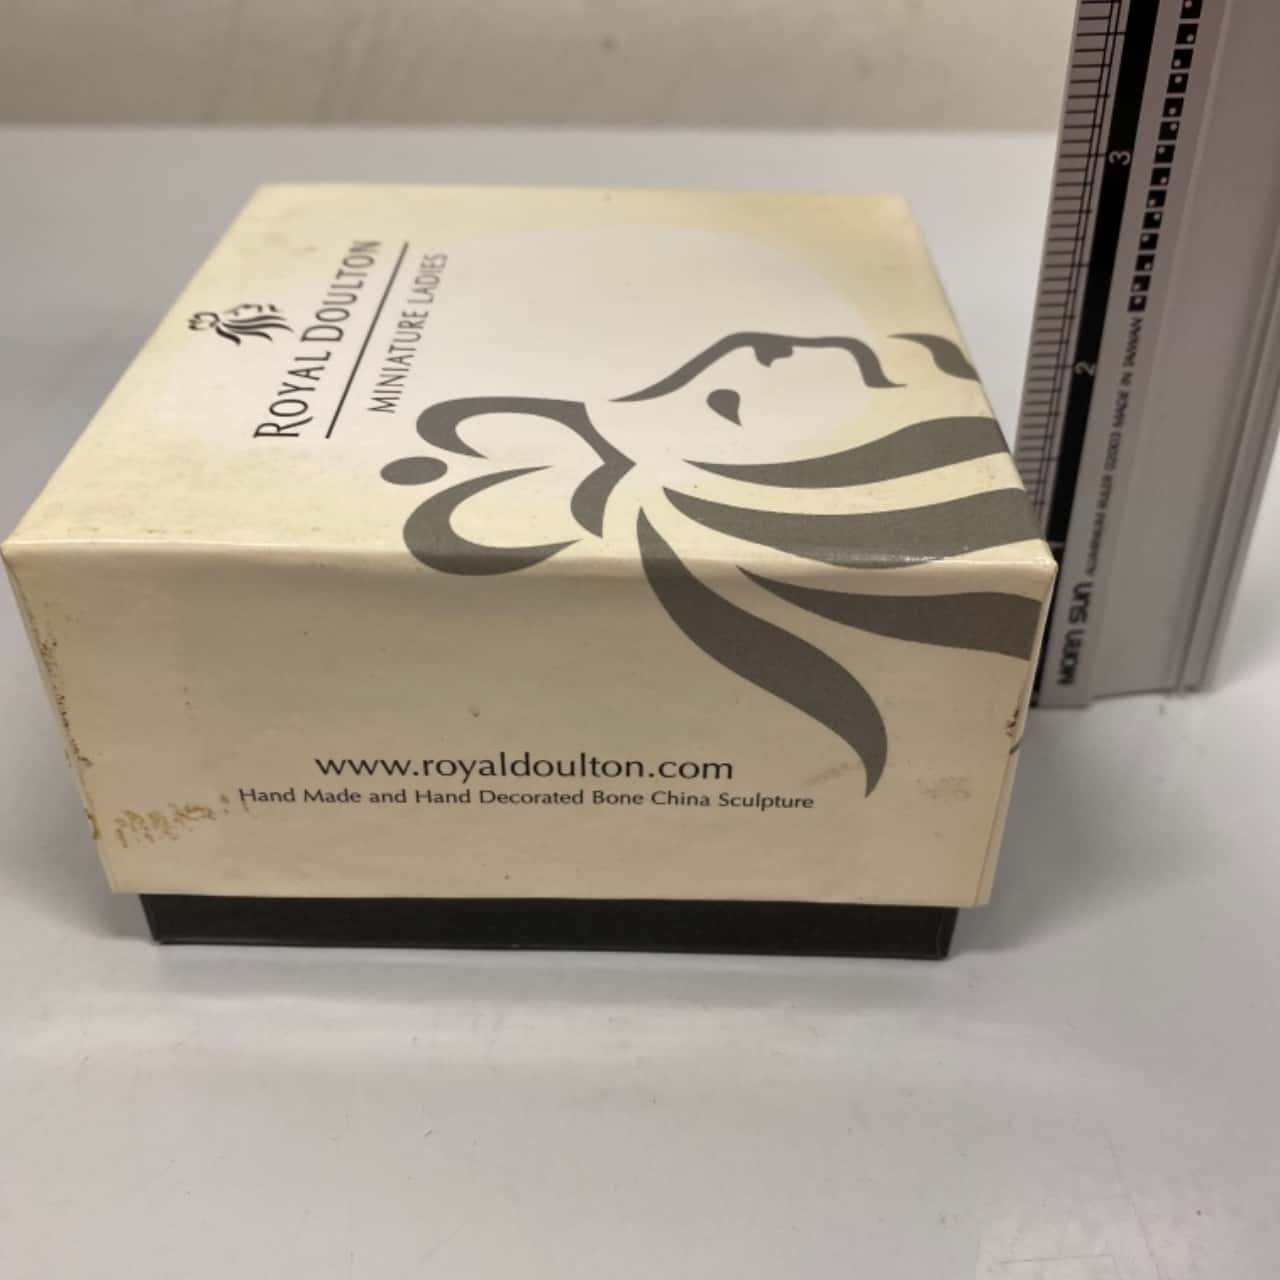 ROYAL DOULTON
MINIATURE LADIES
www.royaldoulton.com
Hand Made and Hand Decorated Bone China Sculpture
3
2
MORN SUN
MADE IN TAIWAN